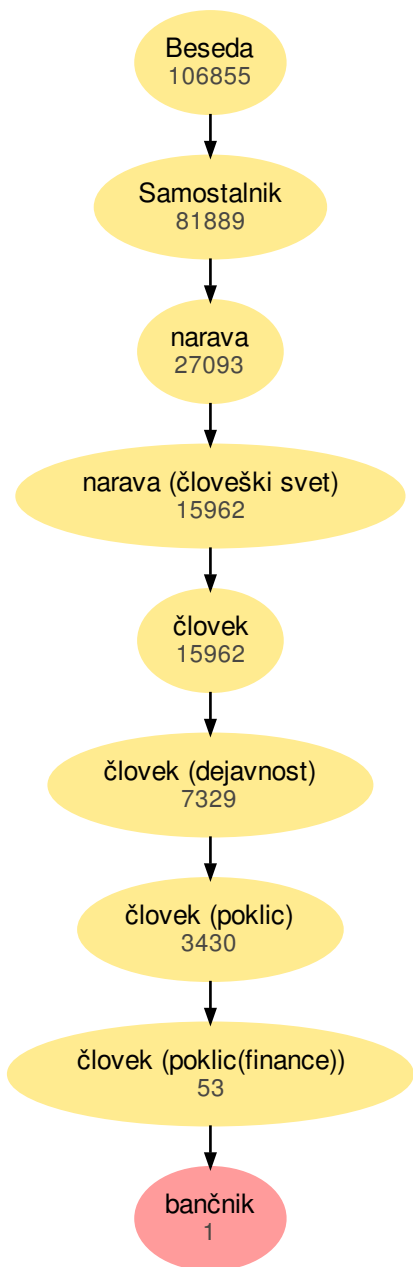 Beseda
106855
Samostalnik
81889
narava
27093
narava (človeški svet)
15962
človek
15962
človek (dejavnost)
7329
človek (poklic)
3430
človek (poklic(finance))
53
bančnik
1